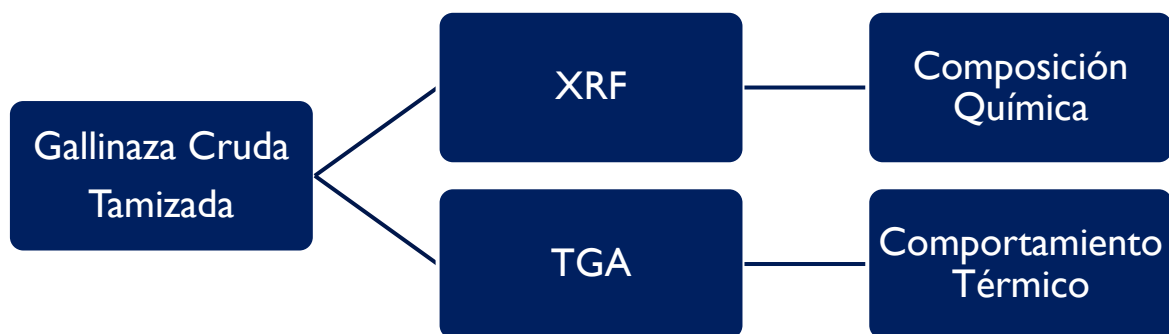 Gallinaza Cruda
Tamizada
XRF
Composición
Química
TGA
Comportamiento
Térmico